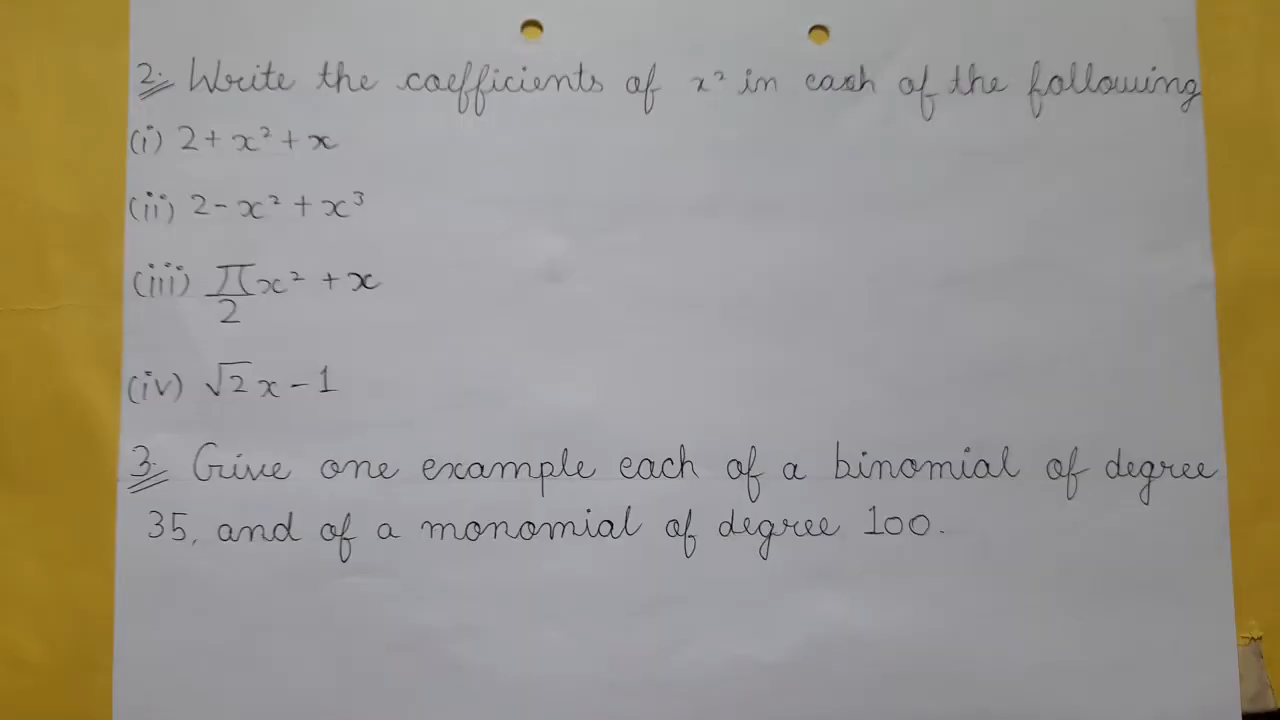 2. Write the coefficients of x² in each of the following
(i) 2 + x² + x
(ii) 2 - x² + x³
(iii) π/2 x² + x
(iv) √2x - 1
3. Give one example each of a binomial of degree
35, and of a monomial of degree 100.